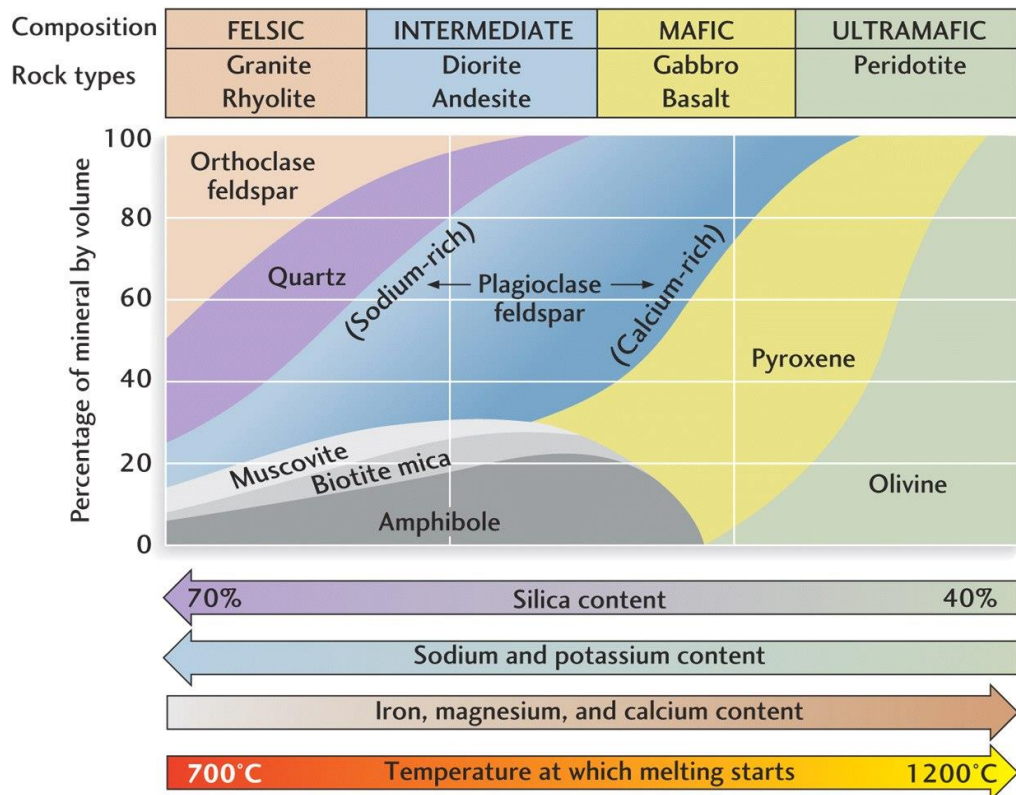 Composition FELSIC INTERMEDIATE MAFIC ULTRAMAFIC
Rock types Granite Diorite Gabbro Peridotite
Rhyolite Andesite Basalt
Percentage of mineral by volume
100
80
60
40
20
0
Orthoclase
feldspar
Quartz
(Sodium-rich)
Plagioclase
feldspar
(Calcium-rich)
Pyroxene
Muscovite
Biotite mica
Amphibole
Olivine
70% Silica content 40%
Sodium and potassium content
Iron, magnesium, and calcium content
700°C Temperature at which melting starts 1200°C